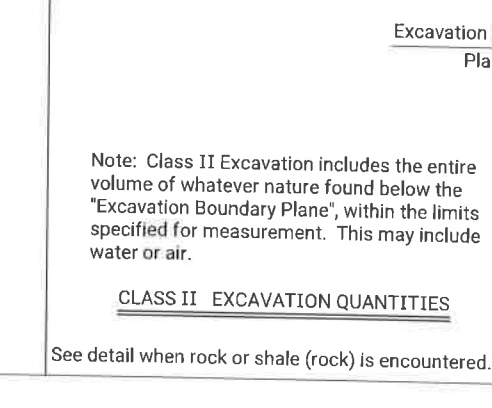 Excavation
Pla
Note: Class II Excavation includes the entire
volume of whatever nature found below the
"Excavation Boundary Plane", within the limits
specified for measurement. This may include
water or air.
CLASS II EXCAVATION QUANTITIES
See detail when rock or shale (rock) is encountered.